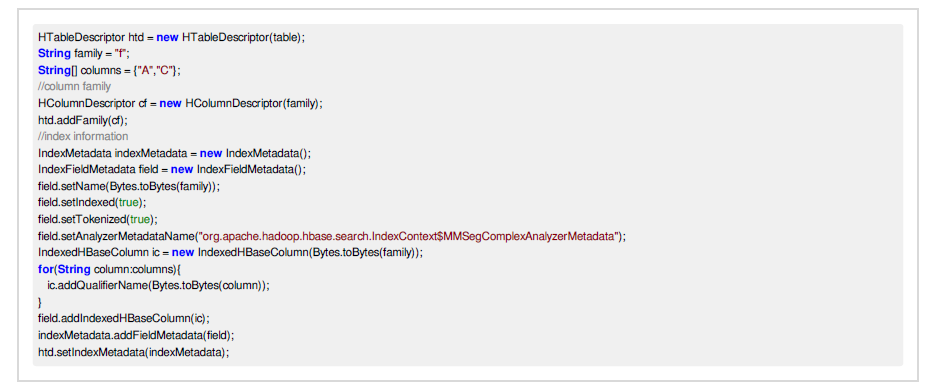 HTableDescriptor htd = new HTableDescriptor(table);
String family = "f";
String[] columns = {"A","C"};
//column family
HColumnDescriptor cf = new HColumnDescriptor(family);
htd.addFamily(cf);
//index information
IndexMetadata indexMetadata = new IndexMetadata();
IndexFieldMetadata field = new IndexFieldMetadata();
field.setName(Bytes.toBytes(family));
field.setIndexed(true);
field.setTokenized(true);
field.setAnalyzerMetadataName("org.apache.hadoop.hbase.search.IndexContext$MMSegComplexAnalyzerMetadata");
IndexedHBaseColumn ic = new IndexedHBaseColumn(Bytes.toBytes(family));
for(String column:columns){
   ic.addQualifierName(Bytes.toBytes(column));
}
field.addIndexedHBaseColumn(ic);
indexMetadata.addFieldMetadata(field);
htd.setIndexMetadata(indexMetadata);